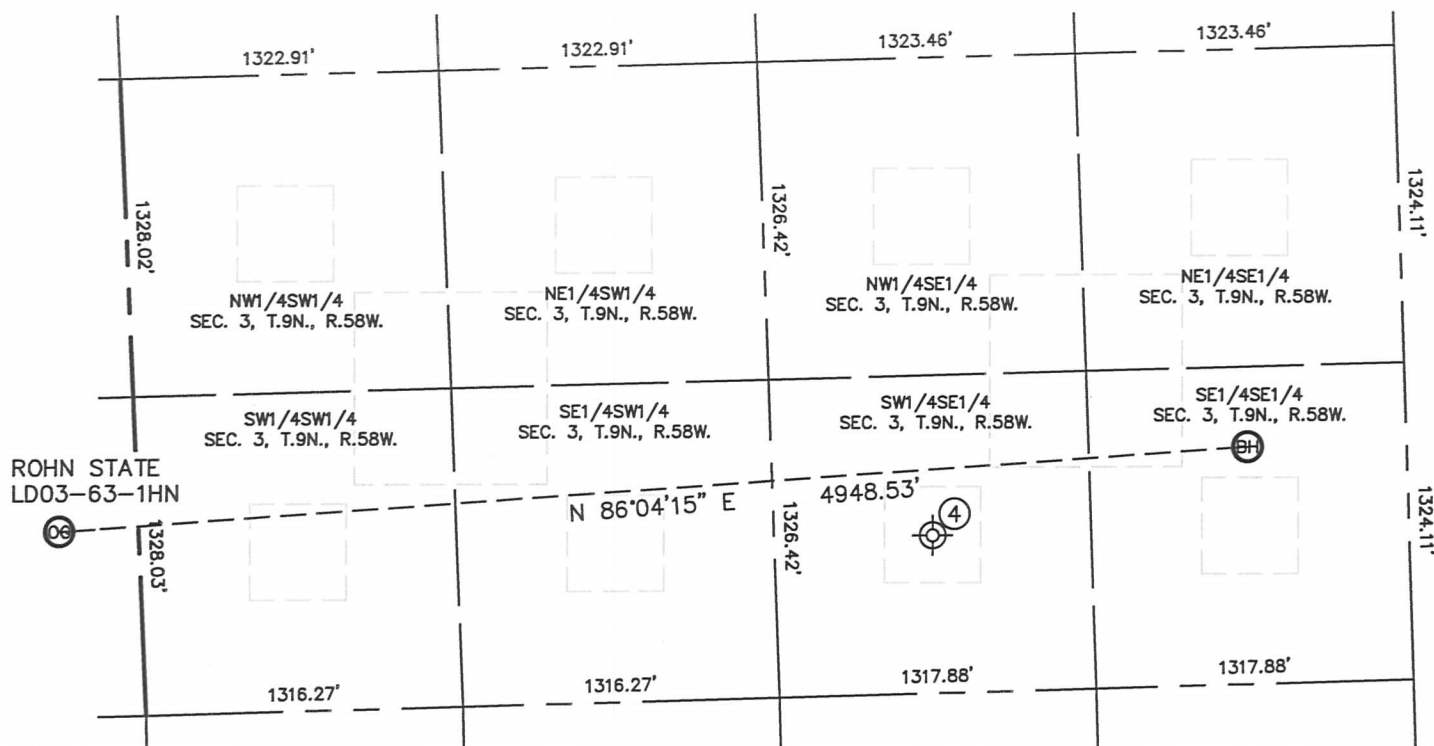 1322.91'
1322.91'
1323.46'
1323.46'
1328.02'
1326.42'
1324.11'
NW1/4SW1/4
SEC. 3, T.9N., R.58W.
NE1/4SW1/4
SEC. 3, T.9N., R.58W.
NW1/4SE1/4
SEC. 3, T.9N., R.58W.
NE1/4SE1/4
SEC. 3, T.9N., R.58W.
SW1/4SW1/4
SEC. 3, T.9N., R.58W.
SE1/4SW1/4
SEC. 3, T.9N., R.58W.
SW1/4SE1/4
SEC. 3, T.9N., R.58W.
SE1/4SE1/4
SEC. 3, T.9N., R.58W.
BH
ROHN STATE
LD03-63-1HN
OG
N 86°04'15" E
4948.53'
4
1328.03'
1326.42'
1324.11'
1316.27'
1316.27'
1317.88'
1317.88'